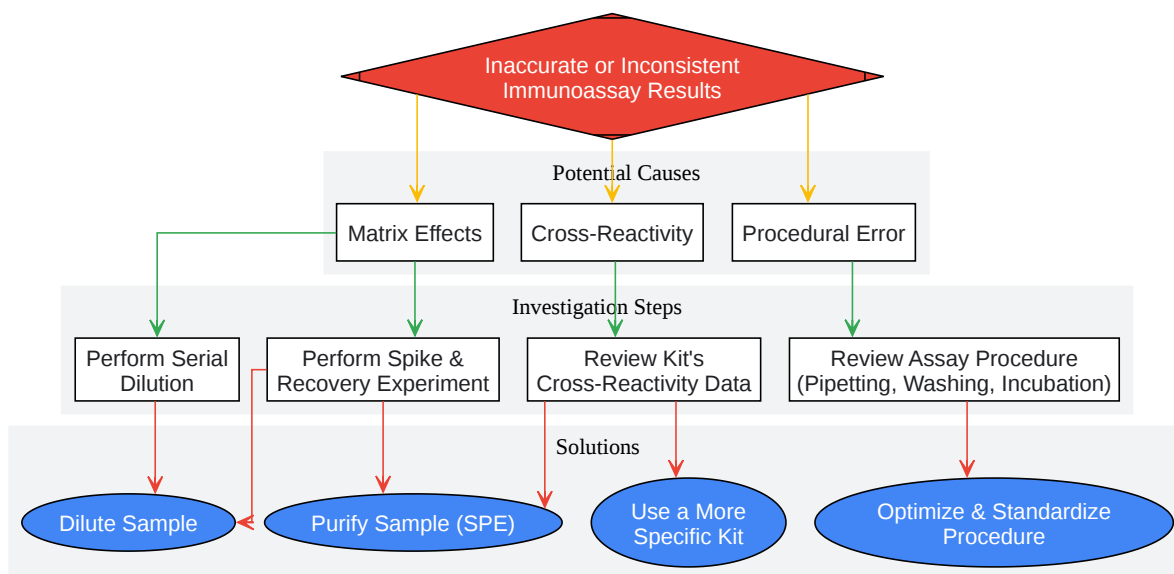 Inaccurate or Inconsistent
Immunoassay Results
Potential Causes
Matrix Effects
Cross-Reactivity
Procedural Error
Investigation Steps
Perform Serial
Dilution
Perform Spike &
Recovery Experiment
Review Kit's
Cross-Reactivity Data
Review Assay Procedure
(Pipetting, Washing, Incubation)
Solutions
Dilute Sample
Purify Sample (SPE)
Use a More
Specific Kit
Optimize & Standardize
Procedure